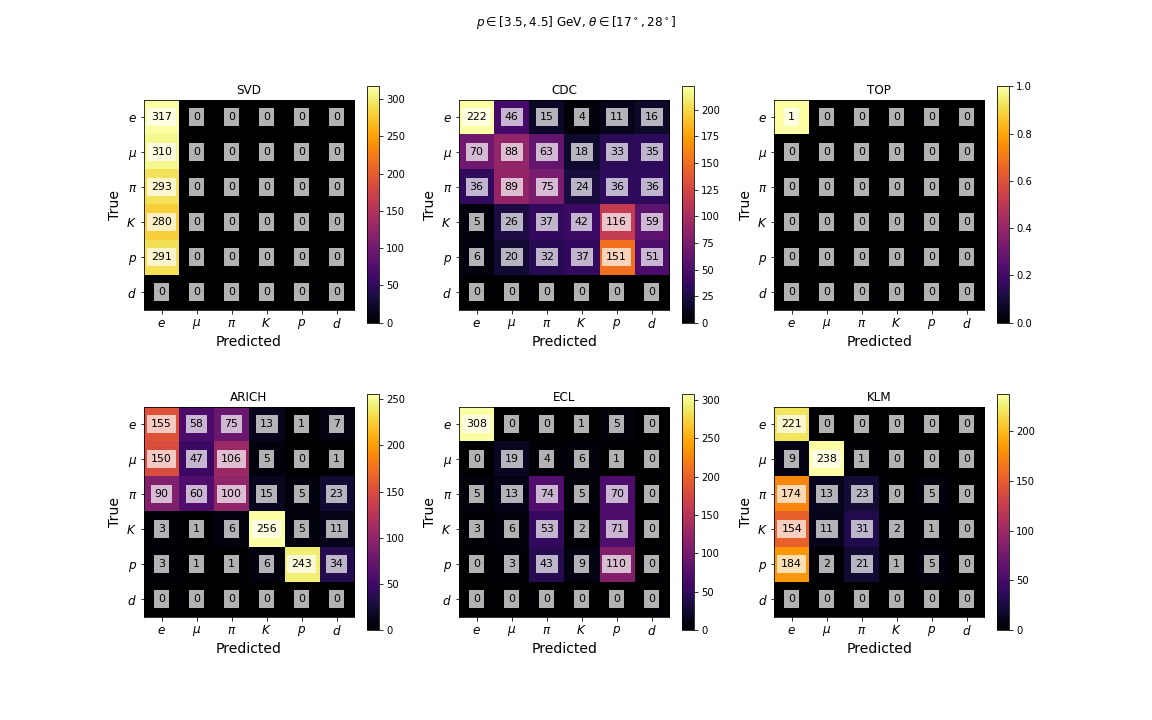 p ∈ [3.5, 4.5] GeV, θ ∈ [17°, 28°]
SVD
True
e 317 0 0 0 0 0
μ 310 0 0 0 0 0
π 293 0 0 0 0 0
K 280 0 0 0 0 0
p 291 0 0 0 0 0
d 0 0 0 0 0 0
e μ π K p d
Predicted
300
250
200
150
100
50
0
CDC
True
e 222 46 15 4 11 16
μ 70 88 63 18 33 35
π 36 89 75 24 36 36
K 5 26 37 42 116 59
p 6 20 32 37 151 51
d 0 0 0 0 0 0
e μ π K p d
Predicted
200
175
150
125
100
75
50
25
0
TOP
True
e 1 0 0 0 0 0
μ 0 0 0 0 0 0
π 0 0 0 0 0 0
K 0 0 0 0 0 0
p 0 0 0 0 0 0
d 0 0 0 0 0 0
e μ π K p d
Predicted
1.0
0.8
0.6
0.4
0.2
0.0
ARICH
True
e 155 58 75 13 1 7
μ 150 47 106 5 0 1
π 90 60 100 15 5 23
K 3 1 6 256 5 11
p 3 1 1 6 243 34
d 0 0 0 0 0 0
e μ π K p d
Predicted
250
200
150
100
50
0
ECL
True
e 308 0 0 1 5 0
μ 0 19 4 6 1 0
π 5 13 74 5 70 0
K 3 6 53 2 71 0
p 0 3 43 9 110 0
d 0 0 0 0 0 0
e μ π K p d
Predicted
300
250
200
150
100
50
0
KLM
True
e 221 0 0 0 0 0
μ 9 238 1 0 0 0
π 174 13 23 0 5 0
K 154 11 31 2 1 0
p 184 2 21 1 5 0
d 0 0 0 0 0 0
e μ π K p d
Predicted
200
150
100
50
0